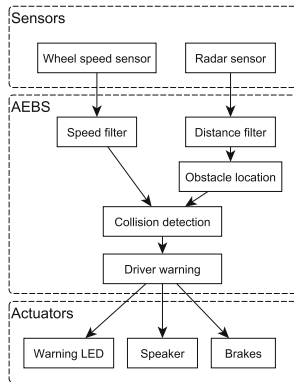 Sensors
Wheel speed sensor
Radar sensor
AEBS
Speed filter
Distance filter
Obstacle location
Collision detection
Driver warning
Actuators
Warning LED
Speaker
Brakes